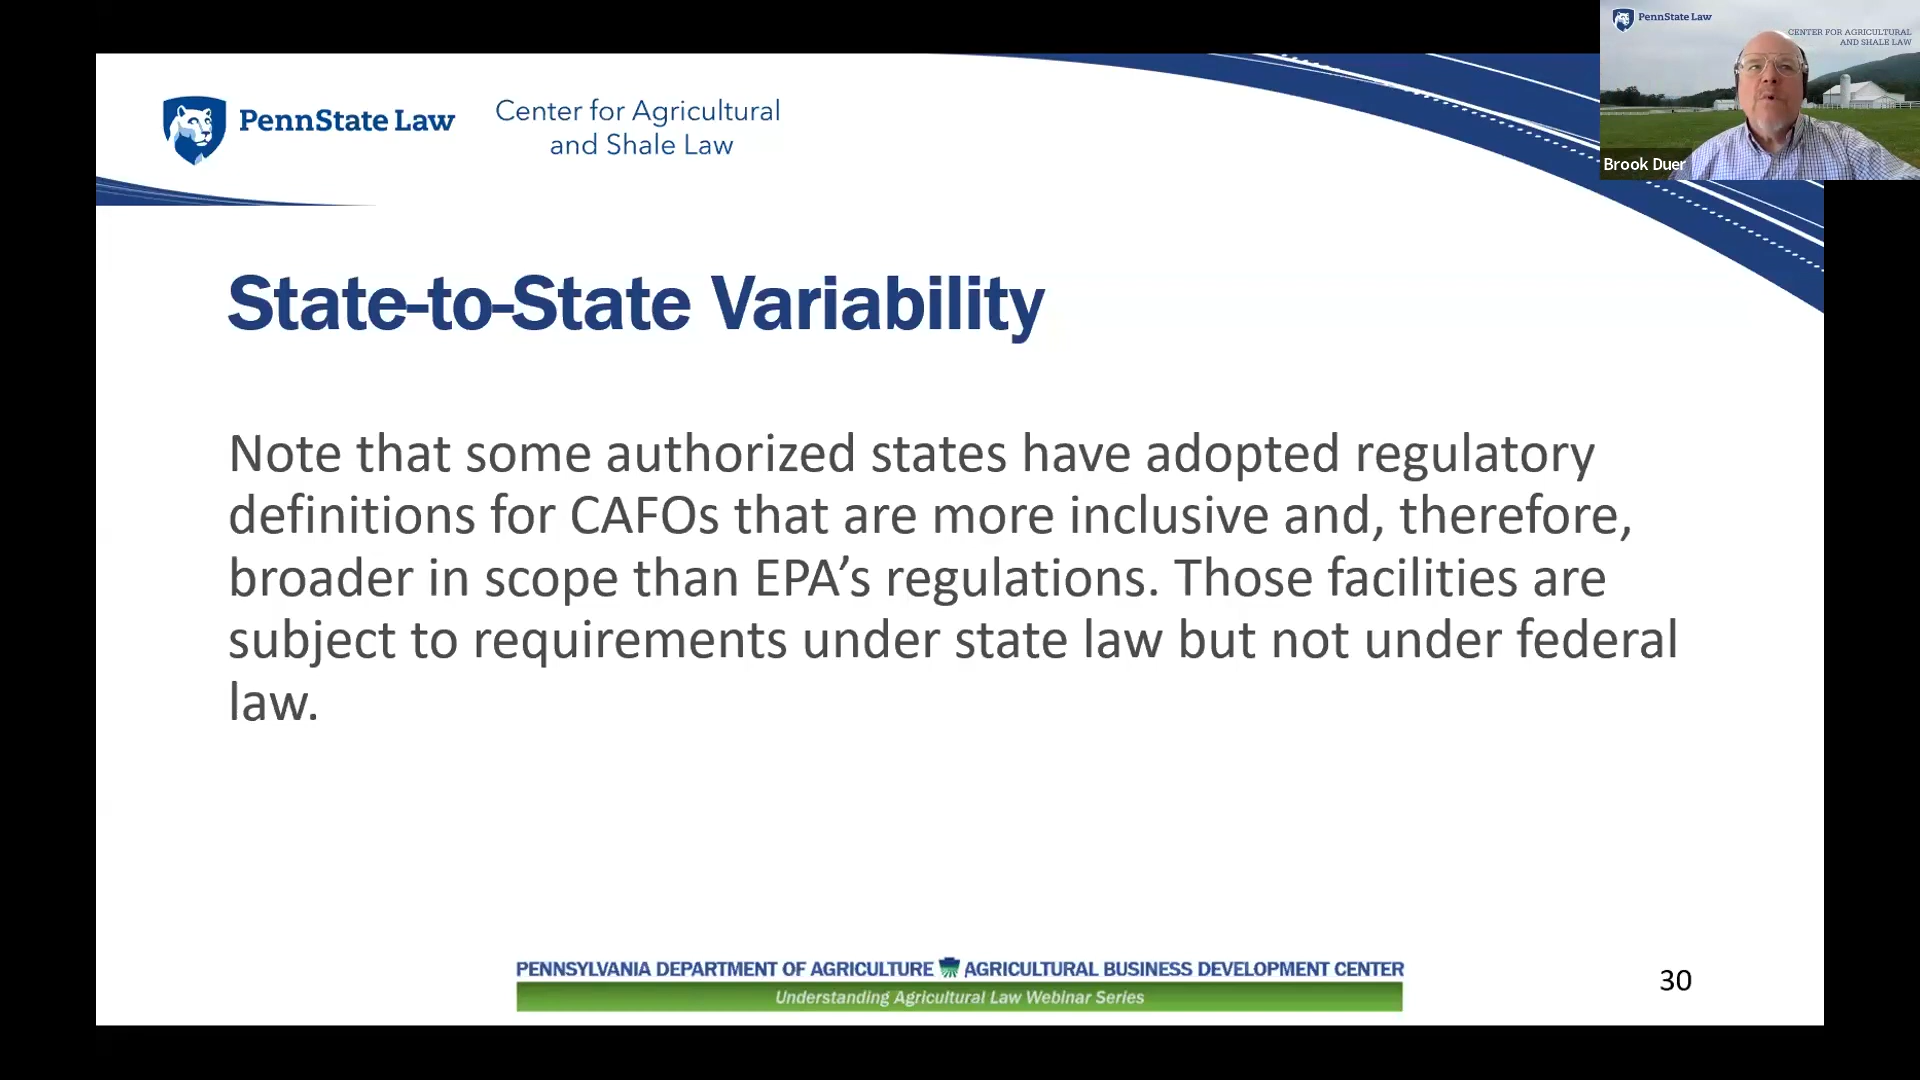 PennState Law
Center for Agricultural
and Shale Law
PennState Law
CENTER FOR AGRICULTURAL
AND SHALE LAW
Brook Duer
State-to-State Variability
Note that some authorized states have adopted regulatory
definitions for CAFOs that are more inclusive and, therefore,
broader in scope than EPA’s regulations. Those facilities are
subject to requirements under state law but not under federal
law.
PENNSYLVANIA DEPARTMENT OF AGRICULTURE AGRICULTURAL BUSINESS DEVELOPMENT CENTER
Understanding Agricultural Law Webinar Series
30